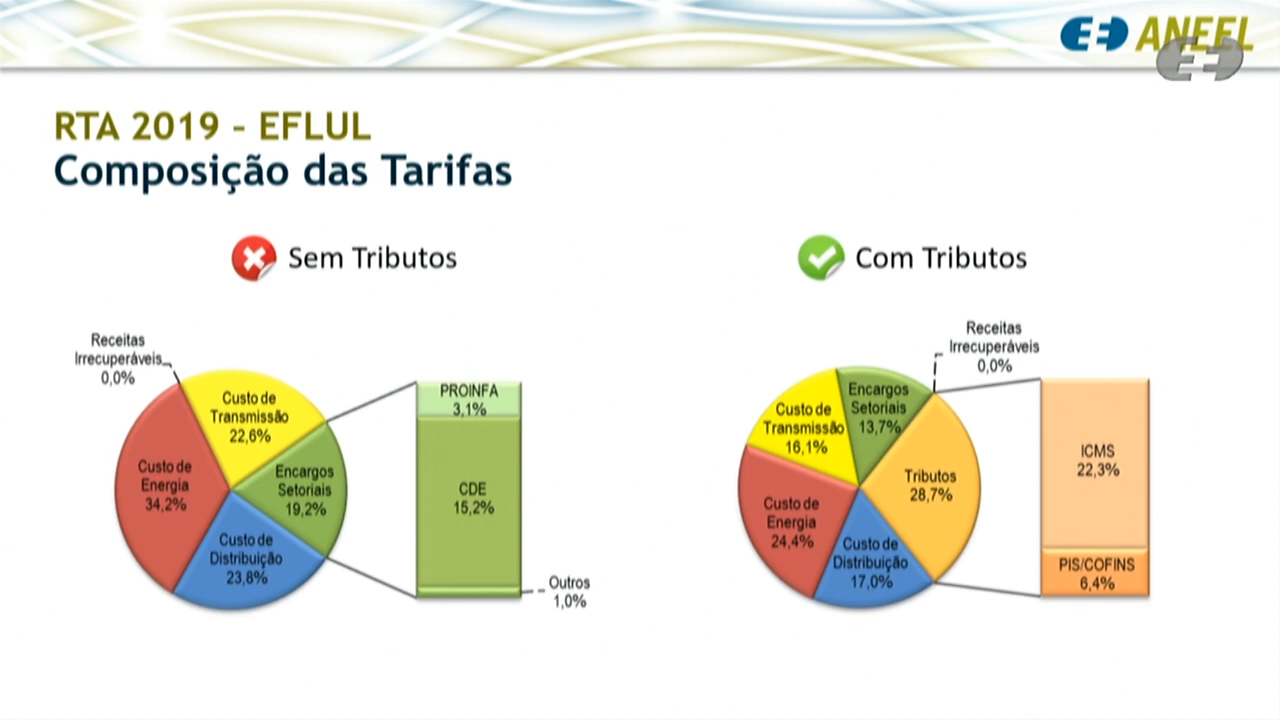 ANEEL
RTA 2019 – EFLUL
Composição das Tarifas
Sem Tributos
Receitas
Irrecuperáveis
0,0%
Custo de
Transmissão
22,6%
Custo de
Energia
34,2%
Encargos
Setoriais
19,2%
Custo de
Distribuição
23,8%
PROINFA
3,1%
CDE
15,2%
Outros
1,0%
Com Tributos
Receitas
Irrecuperáveis
0,0%
Encargos
Setoriais
13,7%
Custo de
Transmissão
16,1%
Tributos
28,7%
Custo de
Energia
24,4%
Custo de
Distribuição
17,0%
ICMS
22,3%
PIS/COFINS
6,4%